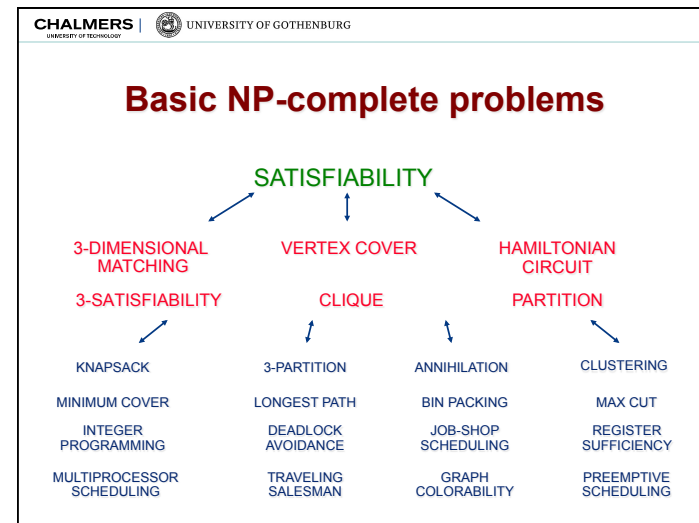 CHALMERS | UNIVERSITY OF GOTHENBURG
UNIVERSITY OF TECHNOLOGY
Basic NP-complete problems
SATISFIABILITY
3-DIMENSIONAL MATCHING
VERTEX COVER
HAMILTONIAN CIRCUIT
3-SATISFIABILITY
CLIQUE
PARTITION
KNAPSACK
3-PARTITION
ANNIHILATION
CLUSTERING
MINIMUM COVER
LONGEST PATH
BIN PACKING
MAX CUT
INTEGER PROGRAMMING
DEADLOCK AVOIDANCE
JOB-SHOP SCHEDULING
REGISTER SUFFICIENCY
MULTIPROCESSOR SCHEDULING
TRAVELING SALESMAN
GRAPH COLORABILITY
PREEMPTIVE SCHEDULING